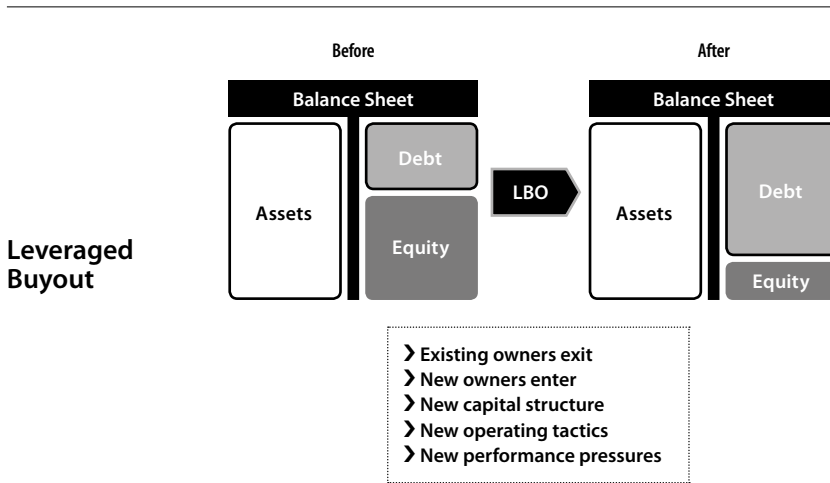 Before
After
Balance Sheet
Balance Sheet
Debt
Assets
Equity
LBO
Debt
Assets
Equity
Leveraged
Buyout
❯ Existing owners exit
❯ New owners enter
❯ New capital structure
❯ New operating tactics
❯ New performance pressures